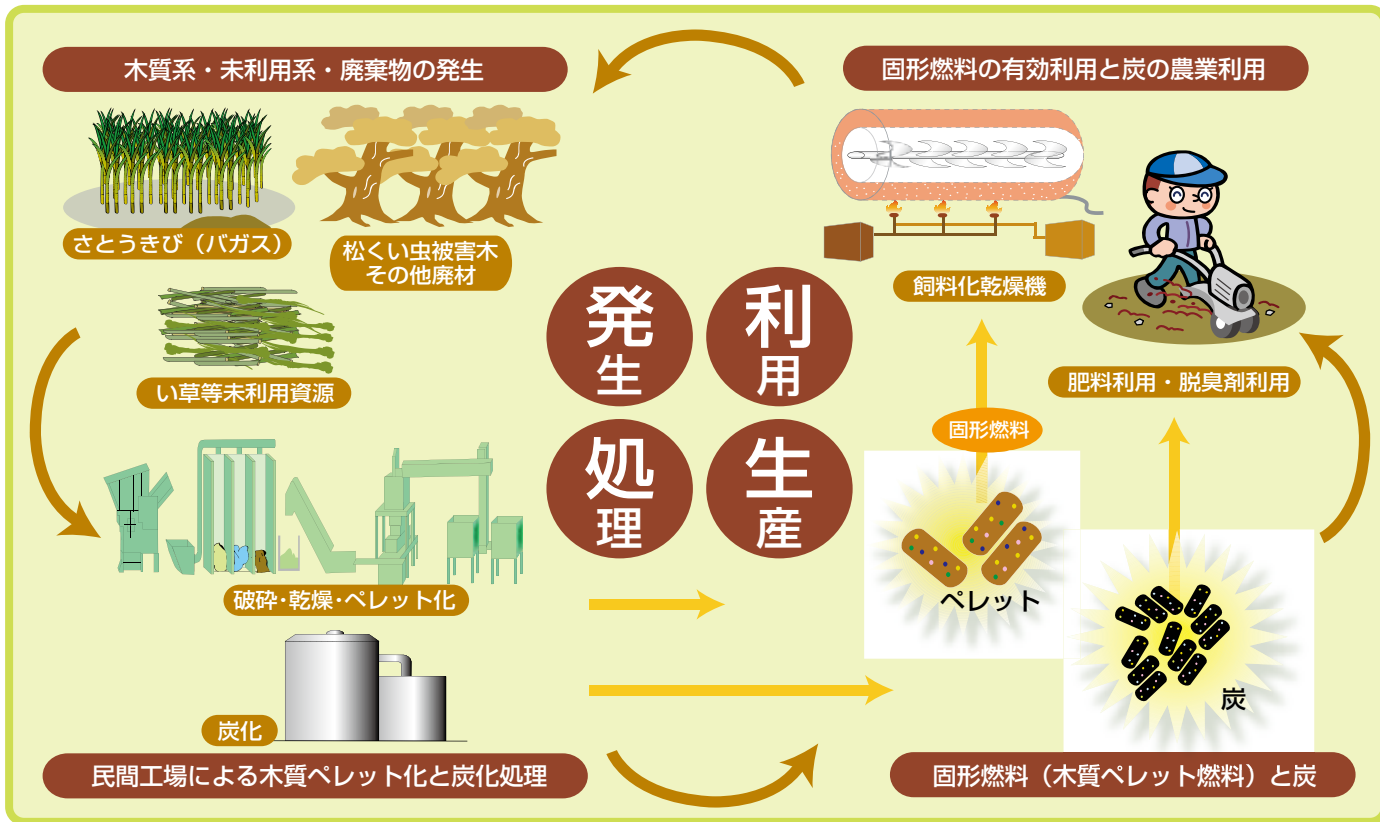 木質系・未利用系・廃棄物の発生
さとうきび（バガス）
松くい虫被害木
その他廃材
い草等未利用資源
固形燃料の有効利用と炭の農業利用
飼料化乾燥機
肥料利用・脱臭剤利用
発生
利用
処理
生産
破砕・乾燥・ペレット化
炭化
民間工場による木質ペレット化と炭化処理
固形燃料
ペレット
炭
固形燃料（木質ペレット燃料）と炭